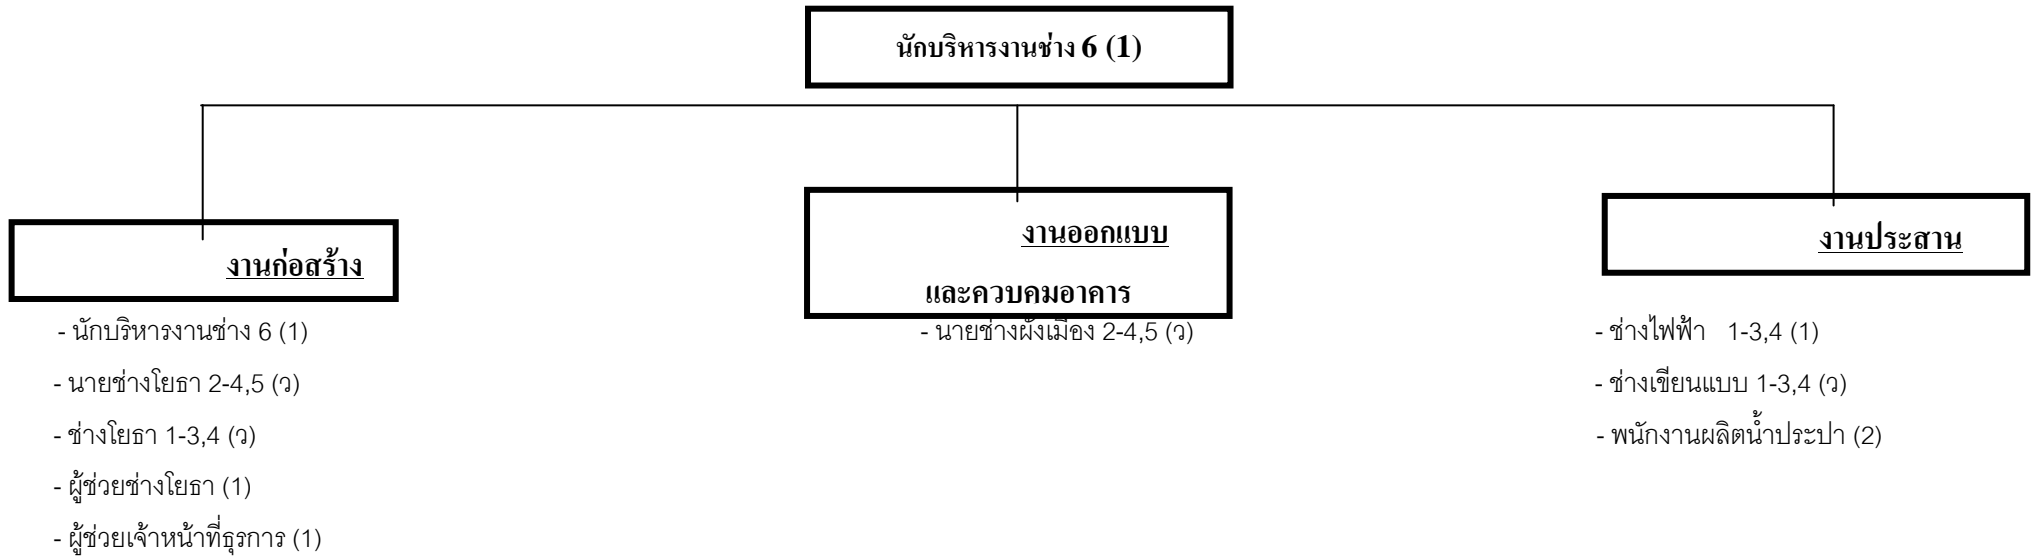 นักบริหารงานช่าง 6 (1)
งานก่อสร้าง
- นักบริหารงานช่าง 6 (1)
- นายช่างโยธา 2-4,5 (ว)
- ช่างโยธา 1-3,4 (ว)
- ผู้ช่วยช่างโยธา (1)
- ผู้ช่วยเจ้าหน้าที่ธุรการ (1)
งานออกแบบ
และควบคมอาคาร
- นายช่างผังเมือง 2-4,5 (ว)
งานประสาน
- ช่างไฟฟ้า 1-3,4 (1)
- ช่างเขียนแบบ 1-3,4 (ว)
- พนักงานผลิตน้ำประปา (2)